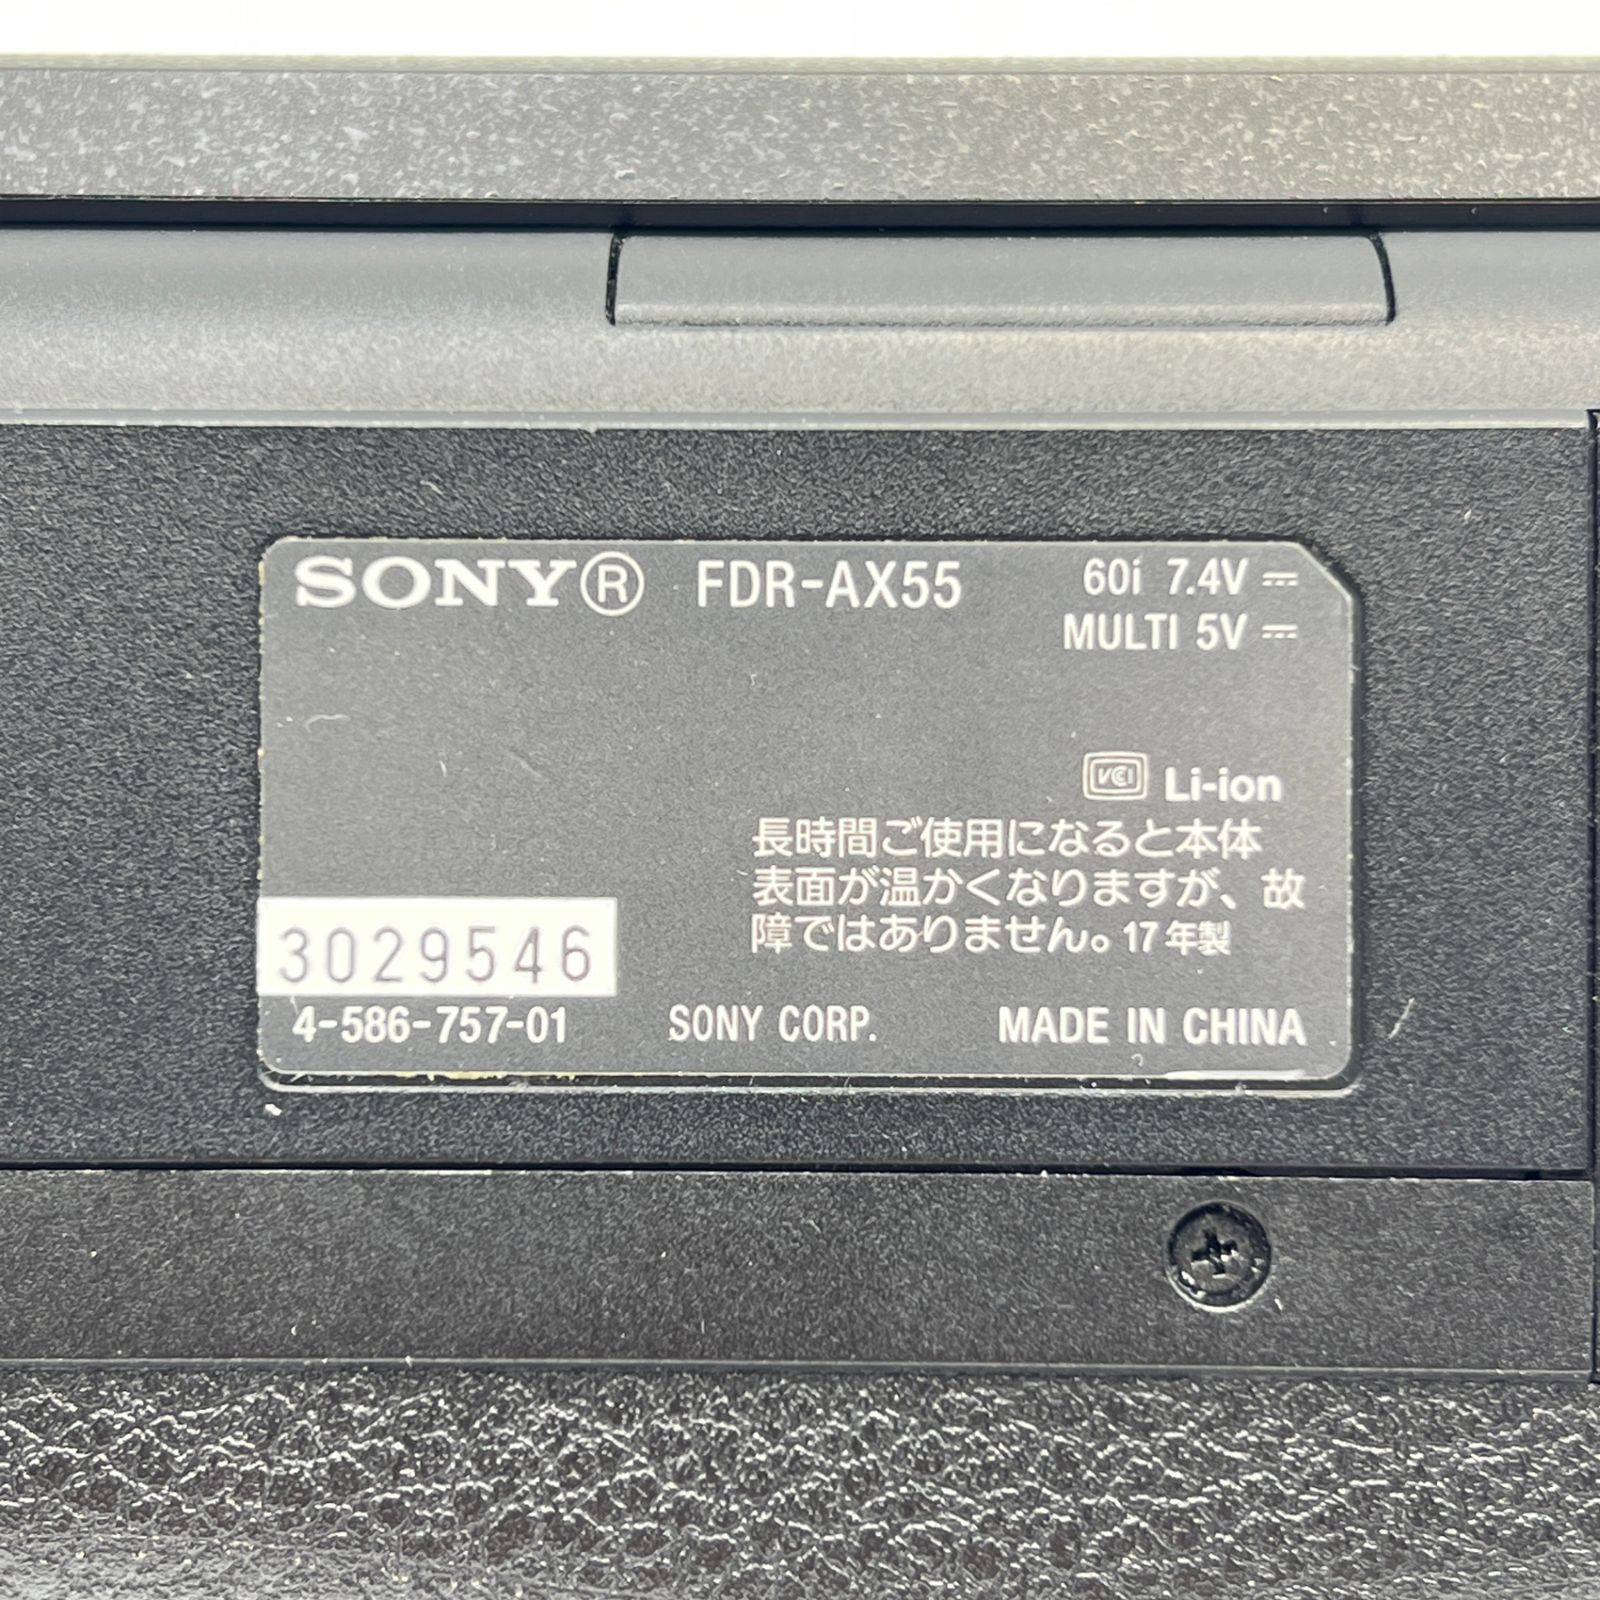 SONY® FDR-AX55 60i 7.4V ⎓
MULTI 5V ⎓
VCCI Li-ion
長時間ご使用になると本体
表面が温かくなりますが、故
障ではありません。17年製
3029546
4-586-757-01 SONY CORP. MADE IN CHINA